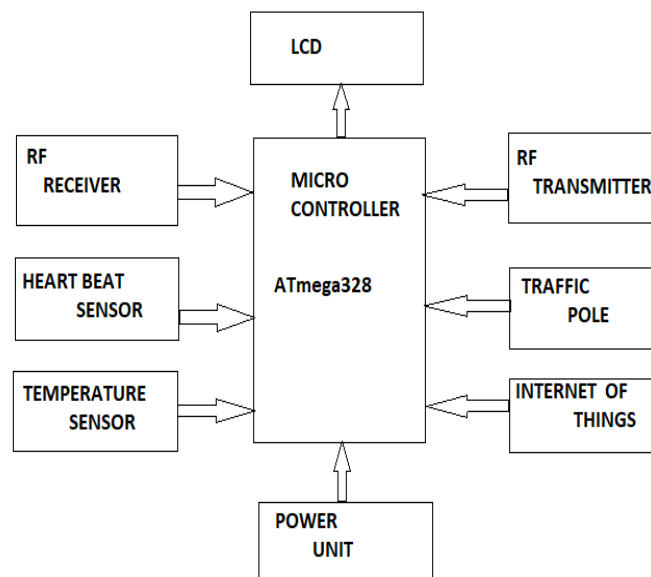 LCD
RF
RECEIVER
MICRO
CONTROLLER
ATmega328
RF
TRANSMITTER
HEART BEAT
SENSOR
TRAFFIC
POLE
TEMPERATURE
SENSOR
INTERNET OF
THINGS
POWER
UNIT